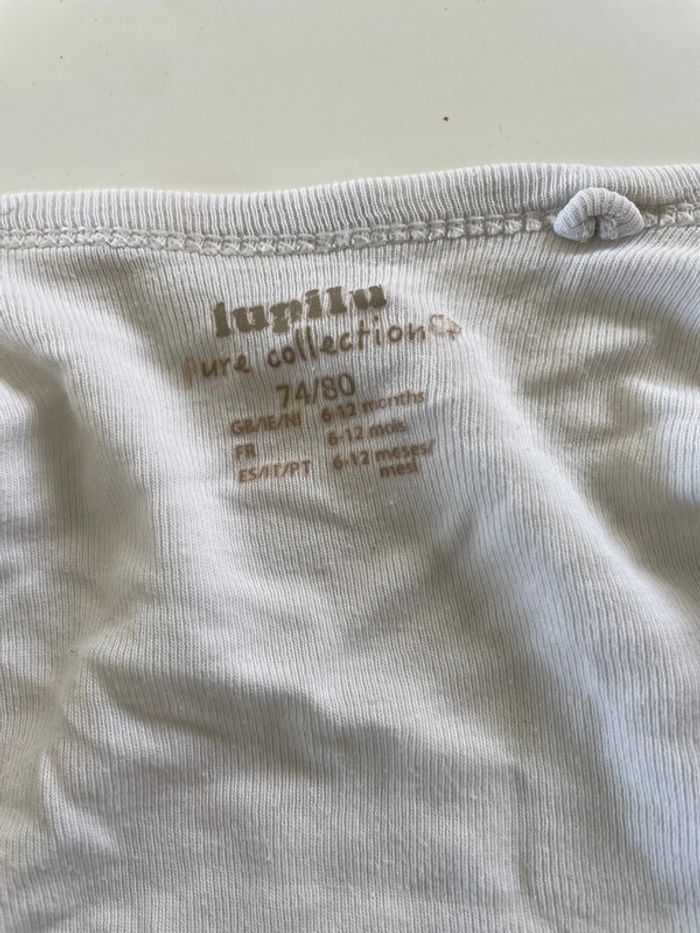 lupilu
pure collection
74/80
GB/IE/NI 6-12 months
FR 6-12 mois
ES/IT/PT 6-12 meses/
mesi